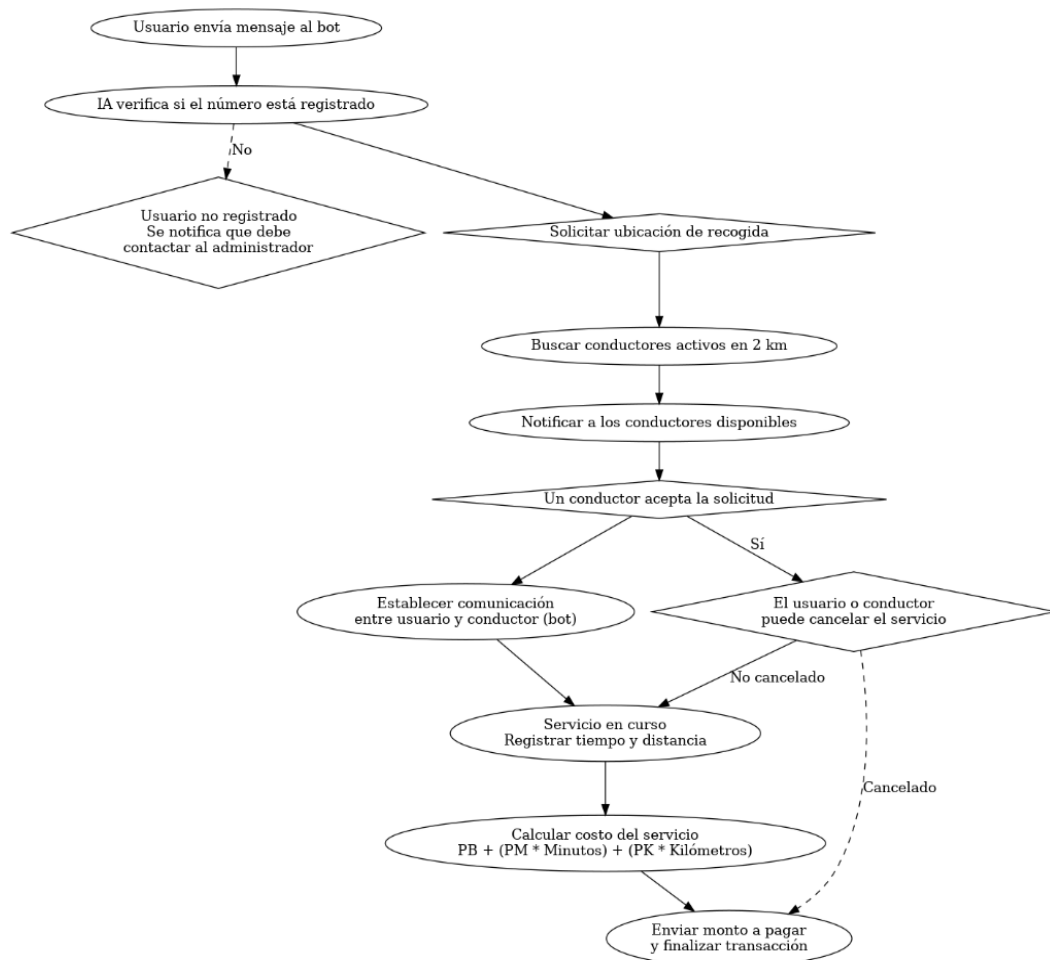 Usuario envía mensaje al bot
IA verifica si el número está registrado
No
Usuario no registrado
Se notifica que debe
contactar al administrador
Solicitar ubicación de recogida
Buscar conductores activos en 2 km
Notificar a los conductores disponibles
Un conductor acepta la solicitud
Sí
Establecer comunicación
entre usuario y conductor (bot)
El usuario o conductor
puede cancelar el servicio
No cancelado
Servicio en curso
Registrar tiempo y distancia
Cancelado
Calcular costo del servicio
PB + (PM * Minutos) + (PK * Kilómetros)
Enviar monto a pagar
y finalizar transacción